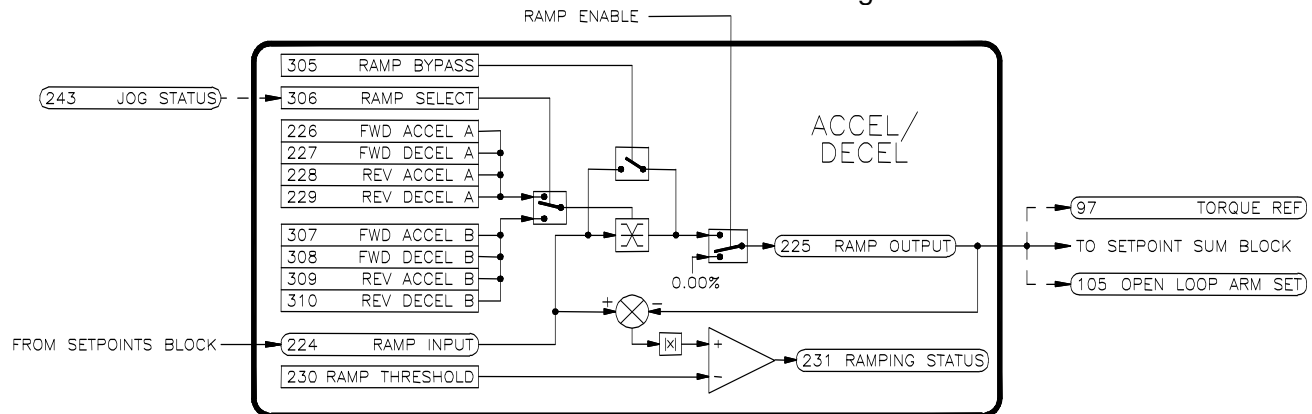 RAMP ENABLE
305 RAMP BYPASS
243 JOG STATUS
306 RAMP SELECT
226 FWD ACCEL A
227 FWD DECEL A
228 REV ACCEL A
229 REV DECEL A
ACCEL/
DECEL
307 FWD ACCEL B
308 FWD DECEL B
309 REV ACCEL B
310 REV DECEL B
225 RAMP OUTPUT
97 TORQUE REF
TO SETPOINT SUM BLOCK
105 OPEN LOOP ARM SET
0.00%
+ −
FROM SETPOINTS BLOCK
224 RAMP INPUT
|X|
+
−
231 RAMPING STATUS
230 RAMP THRESHOLD